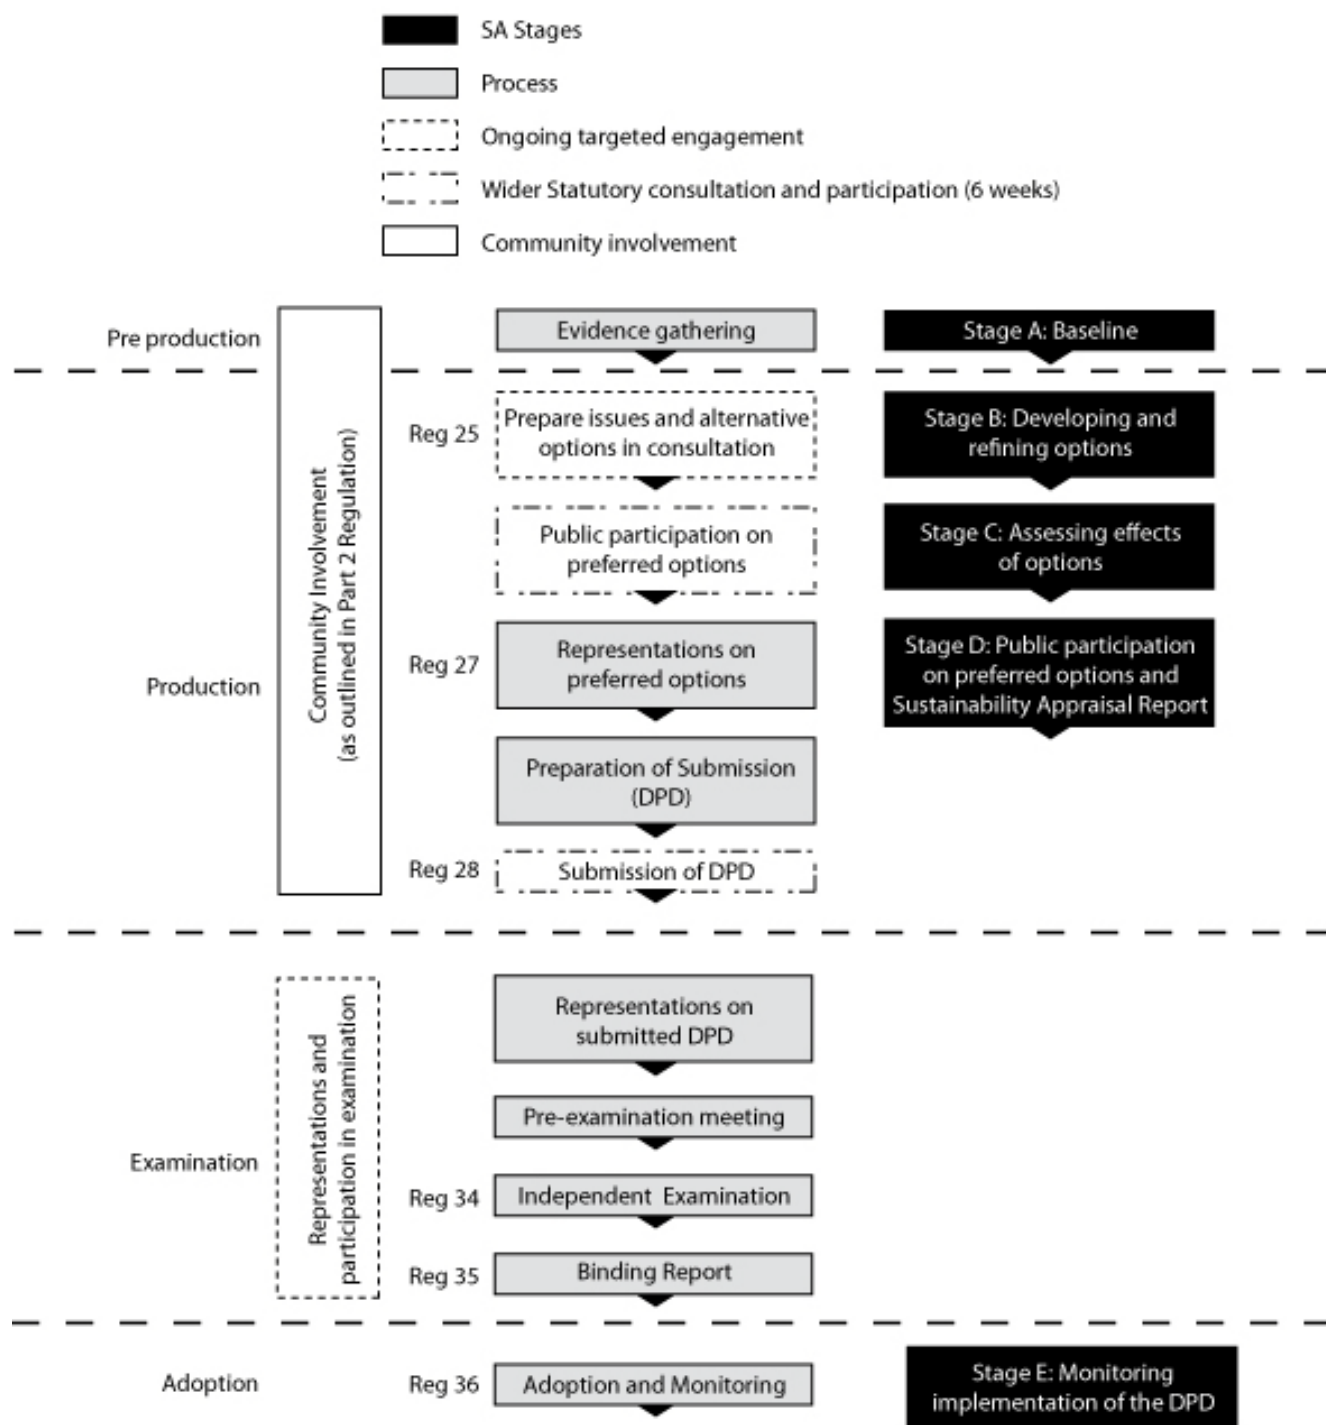 SA Stages
Process
Ongoing targeted engagement
Wider Statutory consultation and participation (6 weeks)
Community involvement
Pre production
Community Involvement
(as outlined in Part 2 Regulation)
Evidence gathering
Stage A: Baseline
Production
Reg 25
Prepare issues and alternative
options in consultation
Stage B: Developing and
refining options
Public participation on
preferred options
Stage C: Assessing effects
of options
Reg 27
Representations on
preferred options
Stage D: Public participation
on preferred options and
Sustainability Appraisal Report
Preparation of Submission
(DPD)
Reg 28
Submission of DPD
Examination
Representations and
participation in examination
Representations on
submitted DPD
Pre-examination meeting
Reg 34
Independent Examination
Reg 35
Binding Report
Adoption
Reg 36
Adoption and Monitoring
Stage E: Monitoring
implementation of the DPD